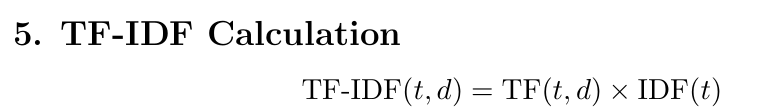 5. TF-IDF Calculation
TF-IDF(t, d) = TF(t, d) × IDF(t)